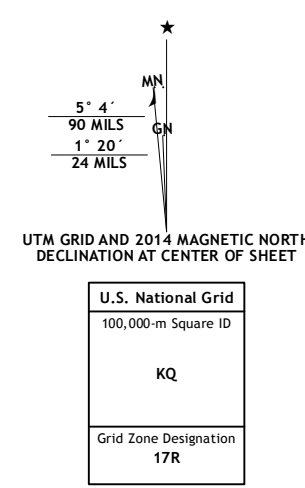 ★
MN
GN
5° 4´
90 MILS
1° 20´
24 MILS
UTM GRID AND 2014 MAGNETIC NORTH
DECLINATION AT CENTER OF SHEET
U.S. National Grid
100,000-m Square ID
KQ
Grid Zone Designation
17R